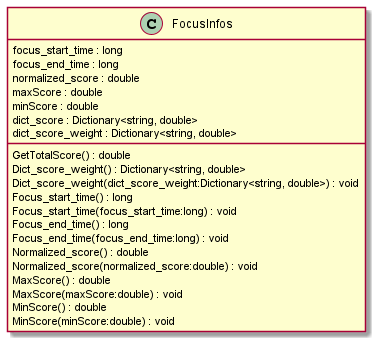 C FocusInfos
focus_start_time : long
focus_end_time : long
normalized_score : double
maxScore : double
minScore : double
dict_score : Dictionary<string, double>
dict_score_weight : Dictionary<string, double>
GetTotalScore() : double
Dict_score_weight() : Dictionary<string, double>
Dict_score_weight(dict_score_weight:Dictionary<string, double>) : void
Focus_start_time() : long
Focus_start_time(focus_start_time:long) : void
Focus_end_time() : long
Focus_end_time(focus_end_time:long) : void
Normalized_score() : double
Normalized_score(normalized_score:double) : void
MaxScore() : double
MaxScore(maxScore:double) : void
MinScore() : double
MinScore(minScore:double) : void